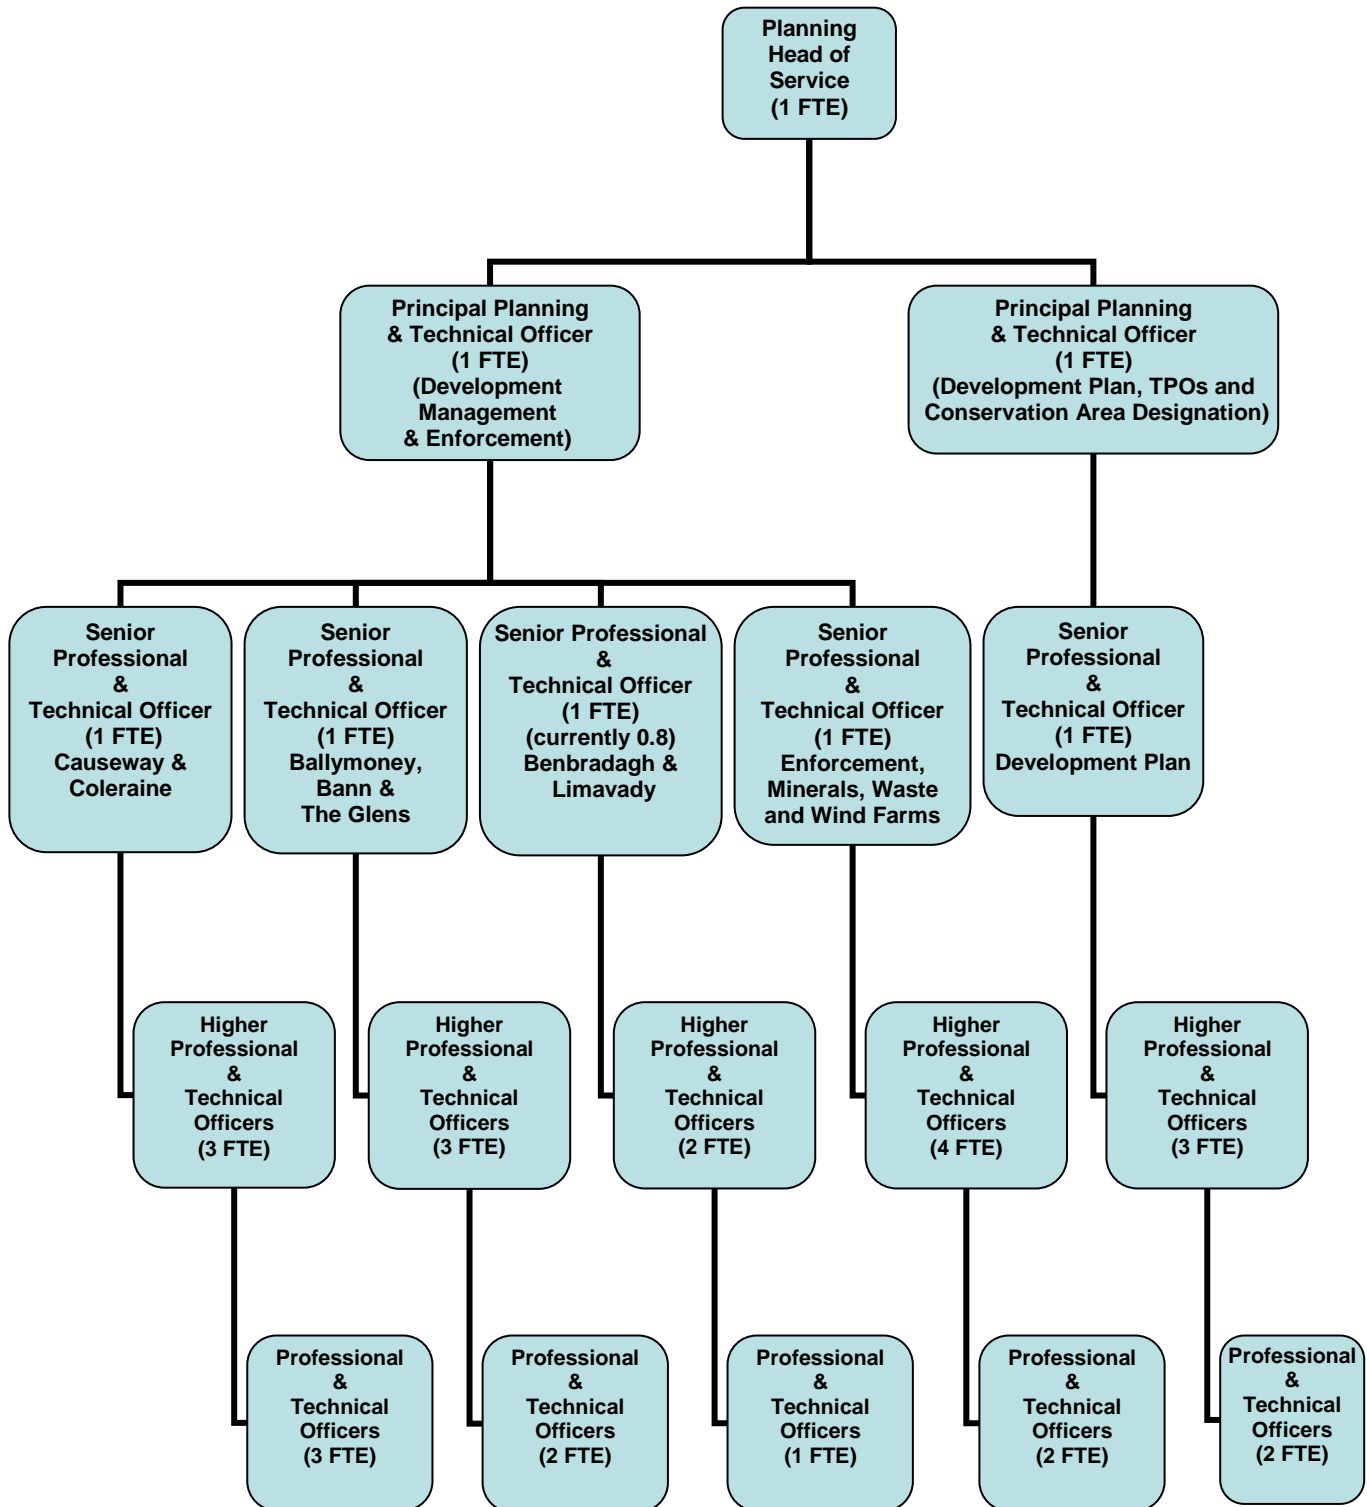 Planning
Head of
Service
(1 FTE)
Principal Planning
& Technical Officer
(1 FTE)
(Development
Management
& Enforcement)
Principal Planning
& Technical Officer
(1 FTE)
(Development Plan, TPOs and
Conservation Area Designation)
Senior
Professional
&
Technical Officer
(1 FTE)
Causeway &
Coleraine
Senior
Professional
&
Technical Officer
(1 FTE)
Ballymoney,
Bann &
The Glens
Senior Professional
&
Technical Officer
(1 FTE)
(currently 0.8)
Benbradagh &
Limavady
Senior
Professional
&
Technical Officer
(1 FTE)
Enforcement,
Minerals, Waste
and Wind Farms
Senior
Professional
&
Technical Officer
(1 FTE)
Development Plan
Higher
Professional
&
Technical
Officers
(3 FTE)
Higher
Professional
&
Technical
Officers
(3 FTE)
Higher
Professional
&
Technical
Officers
(2 FTE)
Higher
Professional
&
Technical
Officers
(4 FTE)
Higher
Professional
&
Technical
Officers
(3 FTE)
Professional
&
Technical
Officers
(3 FTE)
Professional
&
Technical
Officers
(2 FTE)
Professional
&
Technical
Officers
(1 FTE)
Professional
&
Technical
Officers
(2 FTE)
Professional
&
Technical
Officers
(2 FTE)